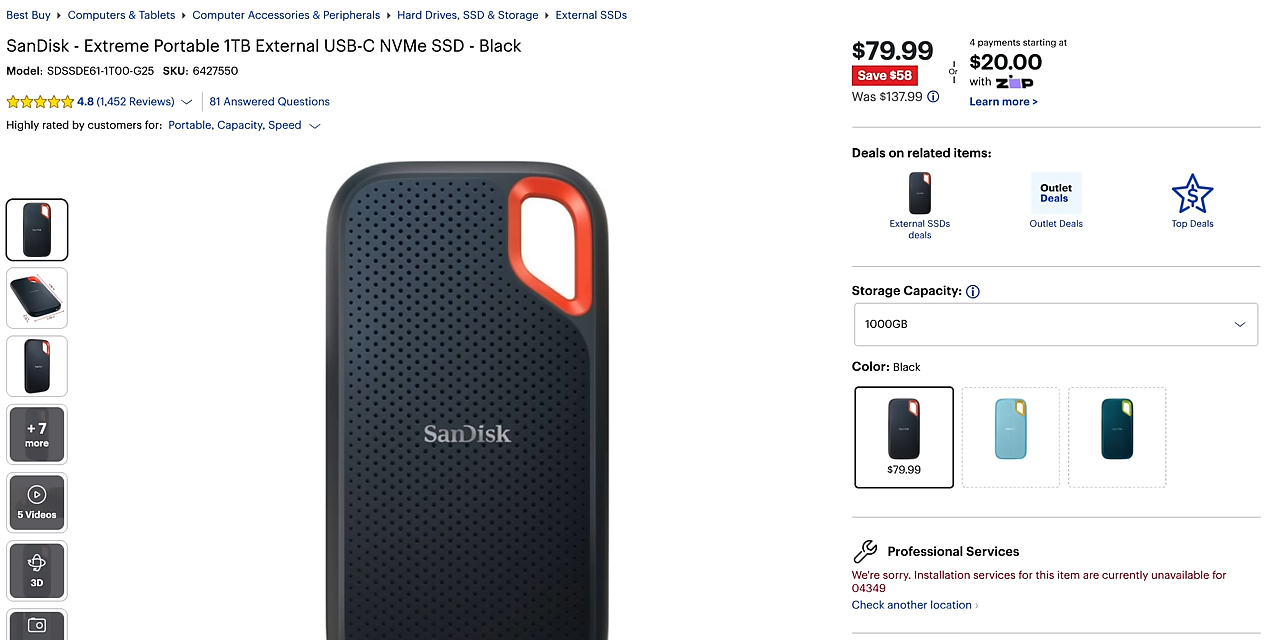 Best Buy Computers & Tablets Computer Accessories & Peripherals Hard Drives, SSD & Storage External SSDs
SanDisk - Extreme Portable 1TB External USB-C NVMe SSD - Black
Model: SDSSDE61-1T00-G25 SKU: 6427550
4.8 (1,452 Reviews) 81 Answered Questions
Highly rated by customers for: Portable, Capacity, Speed
+7
more
5 Videos
3D
SanDisk
$79.99
Save $58
Was $137.99
Or
4 payments starting at
$20.00
with ZIP
Learn more >
Deals on related items:
External SSDs
deals
Outlet
Deals
Outlet Deals
Top Deals
Storage Capacity:
1000GB
Color: Black
$79.99
Professional Services
We're sorry. Installation services for this item are currently unavailable for
04349
Check another location ›